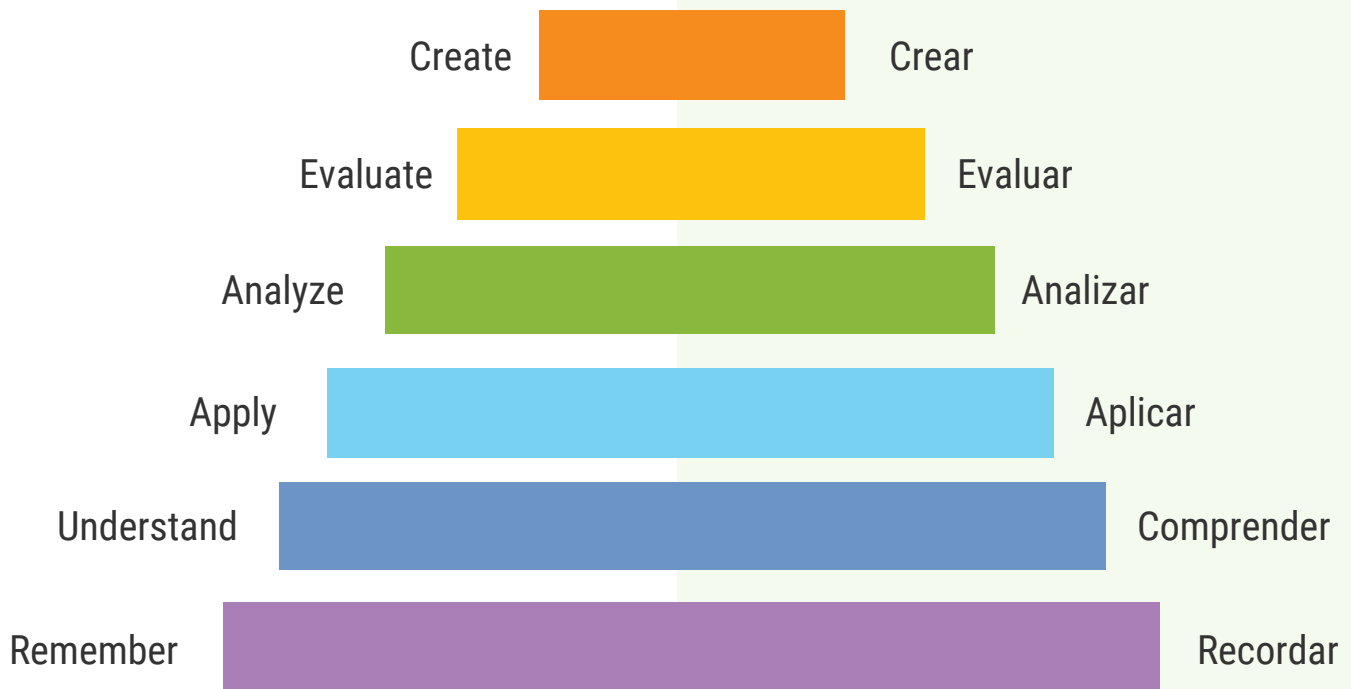 Create Crear
Evaluate Evaluar
Analyze Analizar
Apply Aplicar
Understand Comprender
Remember Recordar